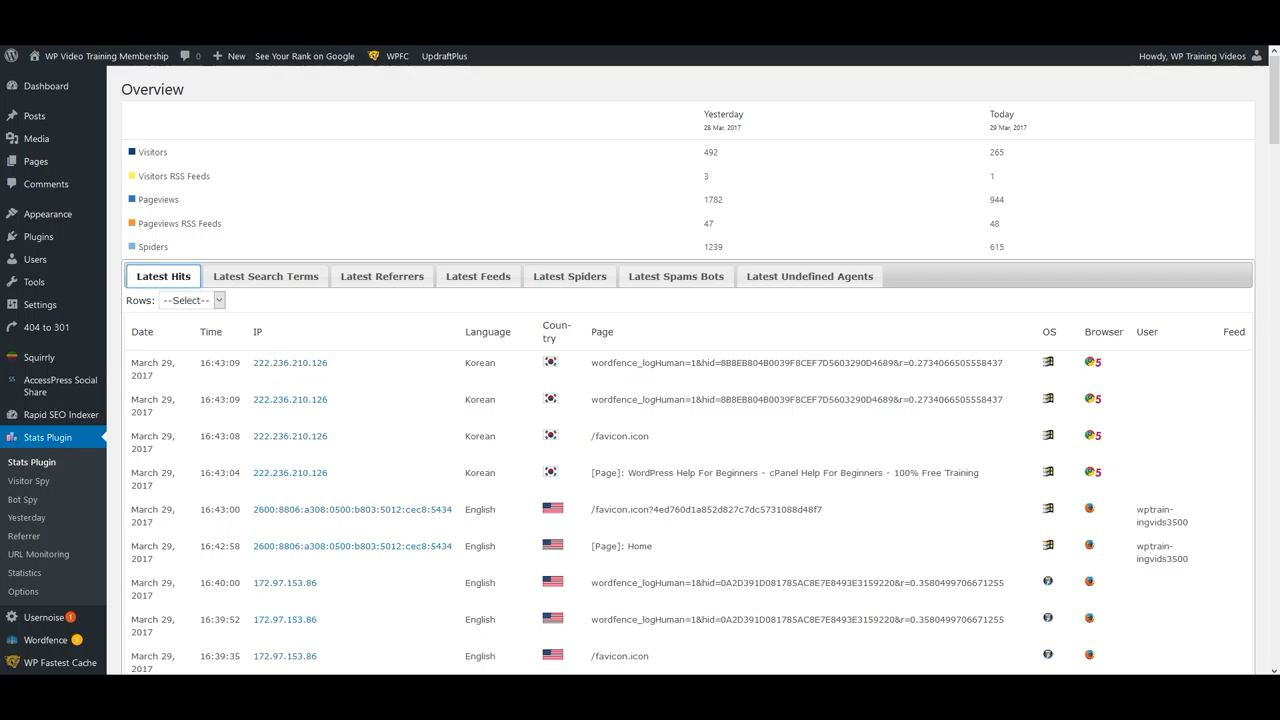 WP Video Training Membership 0 New See Your Rank on Google WPFC UpdraftPlus Howdy, WP Training Videos
Dashboard
Posts
Media
Pages
Comments
Appearance
Plugins
Users
Tools
Settings
404 to 301
Squirrly
AccessPress Social
Share
Rapid SEO Indexer
Stats Plugin
Stats Plugin
Visitor Spy
Bot Spy
Yesterday
Referrer
URL Monitoring
Statistics
Options
Usernoise 1
Wordfence 3
WP Fastest Cache
Overview
Yesterday Today
28 Mar, 2017 29 Mar, 2017
Visitors 492 265
Visitors RSS Feeds 3 1
Pageviews 1782 944
Pageviews RSS Feeds 47 48
Spiders 1239 615
Latest Hits Latest Search Terms Latest Referrers Latest Feeds Latest Spiders Latest Spams Bots Latest Undefined Agents
Rows: --Select--
Date Time IP Language Coun- Page OS Browser User Feed
try
March 29, 16:43:09 222.236.210.126 Korean wordfence_logHuman=1&hid=8B8EB804B0039F8CEF7D5603290D4689&r=0.2734066505558437 5
2017
March 29, 16:43:09 222.236.210.126 Korean wordfence_logHuman=1&hid=8B8EB804B0039F8CEF7D5603290D4689&r=0.2734066505558437 5
2017
March 29, 16:43:08 222.236.210.126 Korean /favicon.icon 5
2017
March 29, 16:43:04 222.236.210.126 Korean [Page]: WordPress Help For Beginners - cPanel Help For Beginners - 100% Free Training 5
2017
March 29, 16:43:00 2600:8806:a308:0500:b803:5012:cec8:5434 English /favicon.icon?4ed760d1a852d827c7dc5731088d48f7 wptrain-
2017 ingvids3500
March 29, 16:42:58 2600:8806:a308:0500:b803:5012:cec8:5434 English [Page]: Home wptrain-
2017 ingvids3500
March 29, 16:40:00 172.97.153.86 English wordfence_logHuman=1&hid=0A2D391D081785AC8E7E8493E3159220&r=0.3580499706671255
2017
March 29, 16:39:52 172.97.153.86 English wordfence_logHuman=1&hid=0A2D391D081785AC8E7E8493E3159220&r=0.3580499706671255
2017
March 29, 16:39:35 172.97.153.86 English /favicon.icon
2017